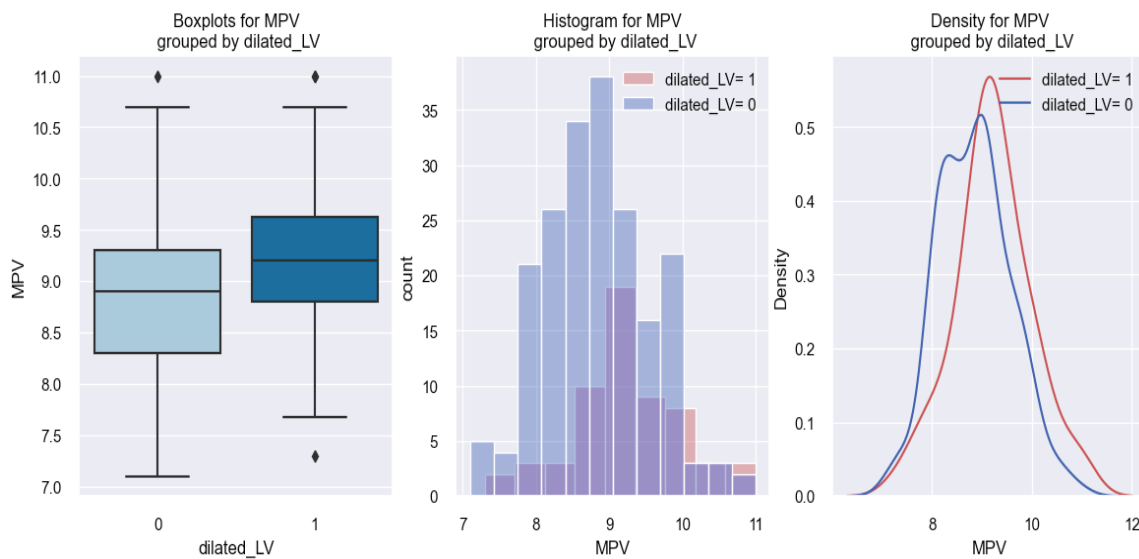 Boxplots for MPV
grouped by dilated_LV
11.0
10.5
10.0
9.5
9.0
8.5
8.0
7.5
7.0
MPV
0
1
dilated_LV
Histogram for MPV
grouped by dilated_LV
dilated_LV= 1
dilated_LV= 0
35
30
25
20
15
10
5
0
count
7
8
9
10
11
MPV
Density for MPV
grouped by dilated_LV
dilated_LV= 1
dilated_LV= 0
0.5
0.4
0.3
0.2
0.1
0.0
Density
8
10
12
MPV